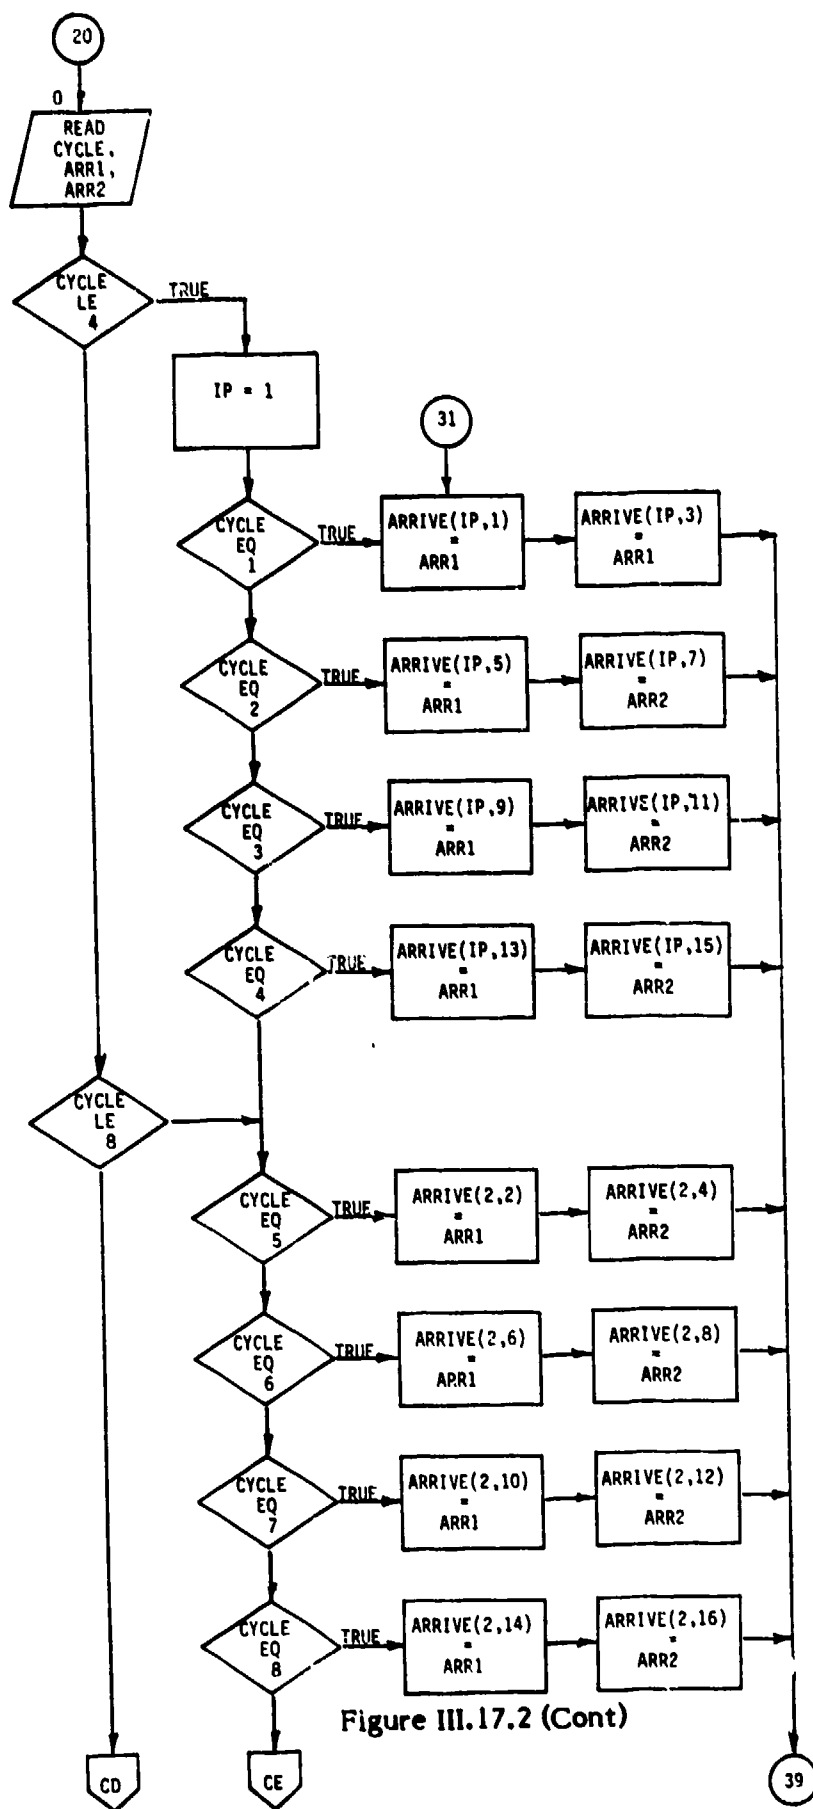 20
0
READ
CYCLE,
ARR1,
ARR2
CYCLE
LE
4
TRUE
IP = 1
31
CYCLE
EQ
1
TRUE
ARRIVE(IP,1)
=
ARR1
ARRIVE(IP,3)
=
ARR1
CYCLE
EQ
2
TRUE
ARRIVE(IP,5)
=
ARR1
ARRIVE(IP,7)
=
ARR2
CYCLE
EQ
3
TRUE
ARRIVE(IP,9)
=
ARR1
ARRIVE(IP,11)
=
ARR2
CYCLE
EQ
4
TRUE
ARRIVE(IP,13)
=
ARR1
ARRIVE(IP,15)
=
ARR2
CYCLE
LE
8
CYCLE
EQ
5
TRUE
ARRIVE(2,2)
=
ARR1
ARRIVE(2,4)
=
ARR2
CYCLE
EQ
6
TRUE
ARRIVE(2,6)
=
ARR1
ARRIVE(2,8)
=
ARR2
CYCLE
EQ
7
TRUE
ARRIVE(2,10)
=
ARR1
ARRIVE(2,12)
=
ARR2
CYCLE
EQ
8
TRUE
ARRIVE(2,14)
=
ARR1
ARRIVE(2,16)
=
ARR2
Figure III.17.2 (Cont)
CD
CE
39